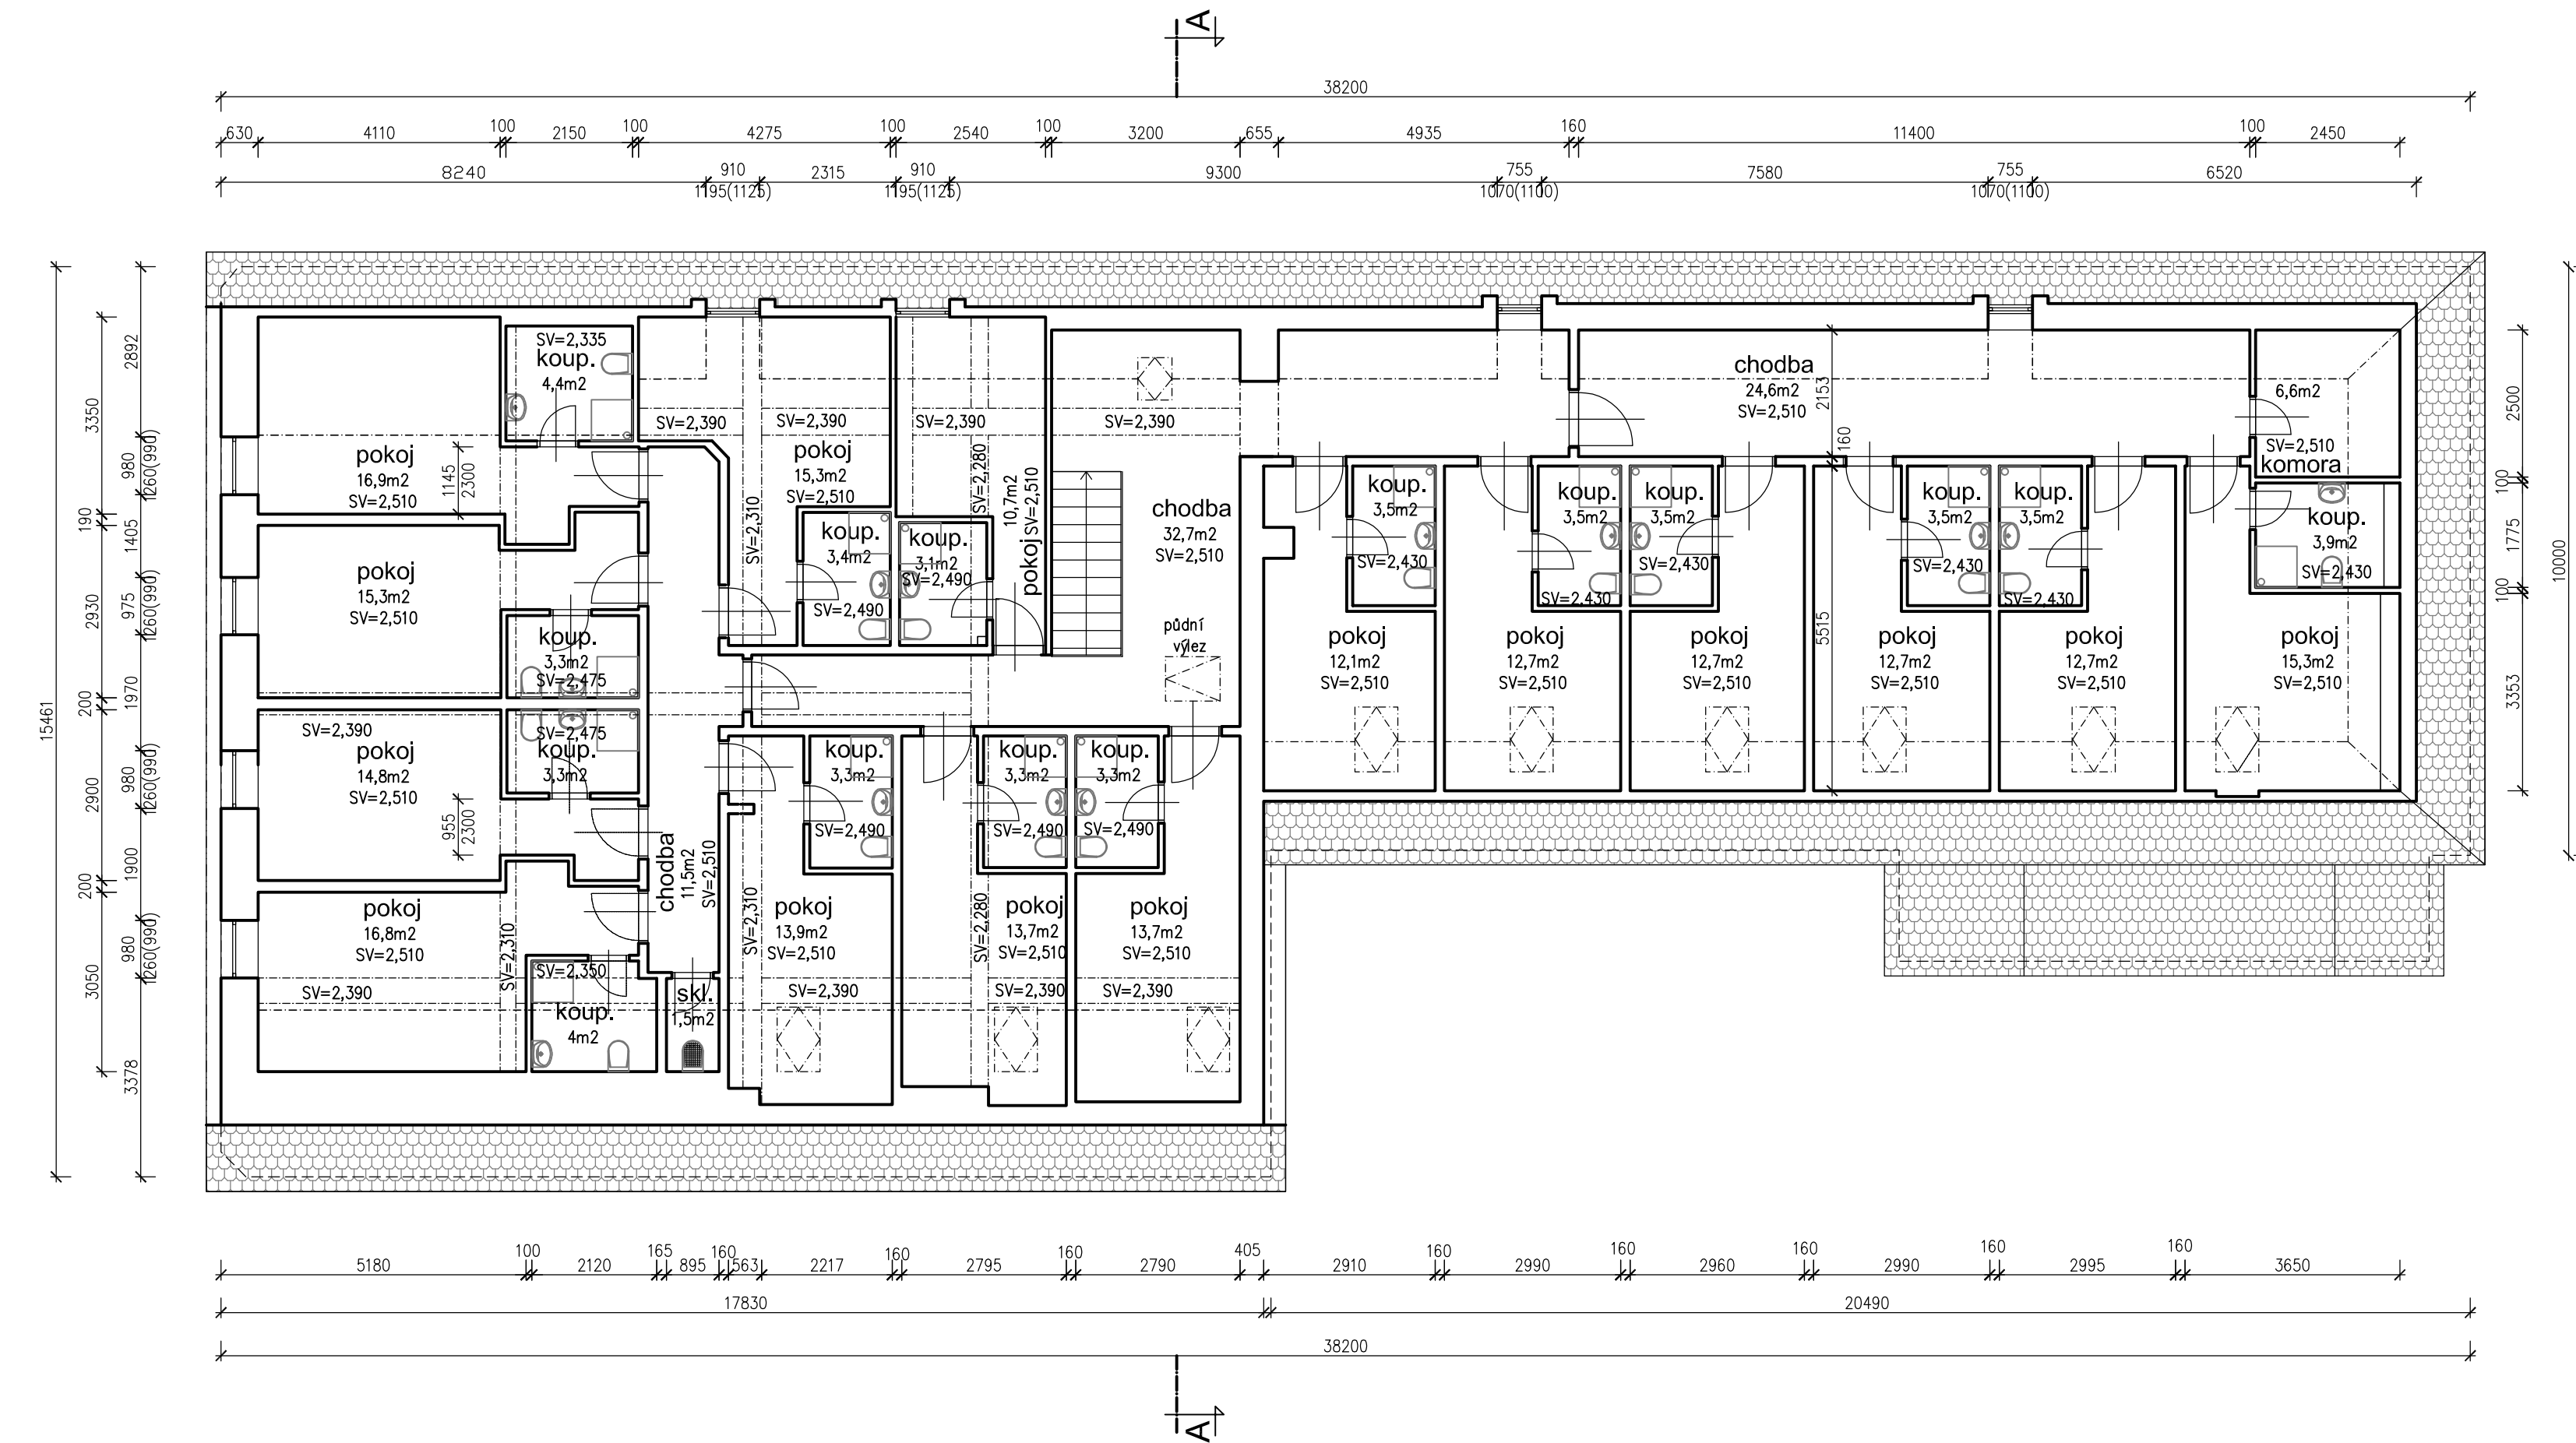 A
38200
630 4110 100 2150 100 4275 100 2540 100 3200 655 4935 160 11400 100 2450
8240 910 2315 910 9300 755 7580 755 6520
1195(1125) 1195(1125) 1070(1100) 1070(1100)
15461
2892
980
1260(990)
1405
975
1260(990)
1970
980
1260(990)
1900
980
1260(990)
3378
3350
190
2930
200
2900
200
3050
pokoj
16,9m2
SV=2,510
1145
2300
SV=2,335
koup.
4,4m2
pokoj
15,3m2
SV=2,510
koup.
3,3m2
SV=2,475
SV=2,390
pokoj
14,8m2
SV=2,510
SV=2,475
koup.
3,3m2
955
2300
pokoj
16,8m2
SV=2,510
SV=2,390
SV=2,310
SV=2,350
koup.
4m2
skl.
1,5m2
chodba
11,5m2
SV=2,510
SV=2,390
SV=2,390
pokoj
15,3m2
SV=2,510
SV=2,310
koup.
3,4m2
SV=2,490
SV=2,390
SV=2,280
pokoj
10,7m2
SV=2,510
koup.
3,1m2
SV=2,490
SV=2,390
chodba
32,7m2
SV=2,510
půdní
výlez
koup.
3,3m2
SV=2,490
SV=2,310
pokoj
13,9m2
SV=2,510
SV=2,390
koup.
3,3m2
SV=2,490
SV=2,280
pokoj
13,7m2
SV=2,510
SV=2,390
koup.
3,3m2
SV=2,490
pokoj
13,7m2
SV=2,510
SV=2,390
chodba
24,6m2
SV=2,510
2153
160
5515
6,6m2
SV=2,510
komora
koup.
3,5m2
SV=2,430
pokoj
12,1m2
SV=2,510
koup.
3,5m2
SV=2,430
pokoj
12,7m2
SV=2,510
koup.
3,5m2
SV=2,430
pokoj
12,7m2
SV=2,510
koup.
3,5m2
SV=2,430
pokoj
12,7m2
SV=2,510
koup.
3,5m2
SV=2,430
pokoj
12,7m2
SV=2,510
koup.
3,9m2
SV=2,430
pokoj
15,3m2
SV=2,510
2500
100
1775
100
3353
10000
5180 100 2120 165 895 160 563 2217 160 2795 160 2790 405 2910 160 2990 160 2960 160 2990 160 2995 160 3650
17830 20490
38200
A